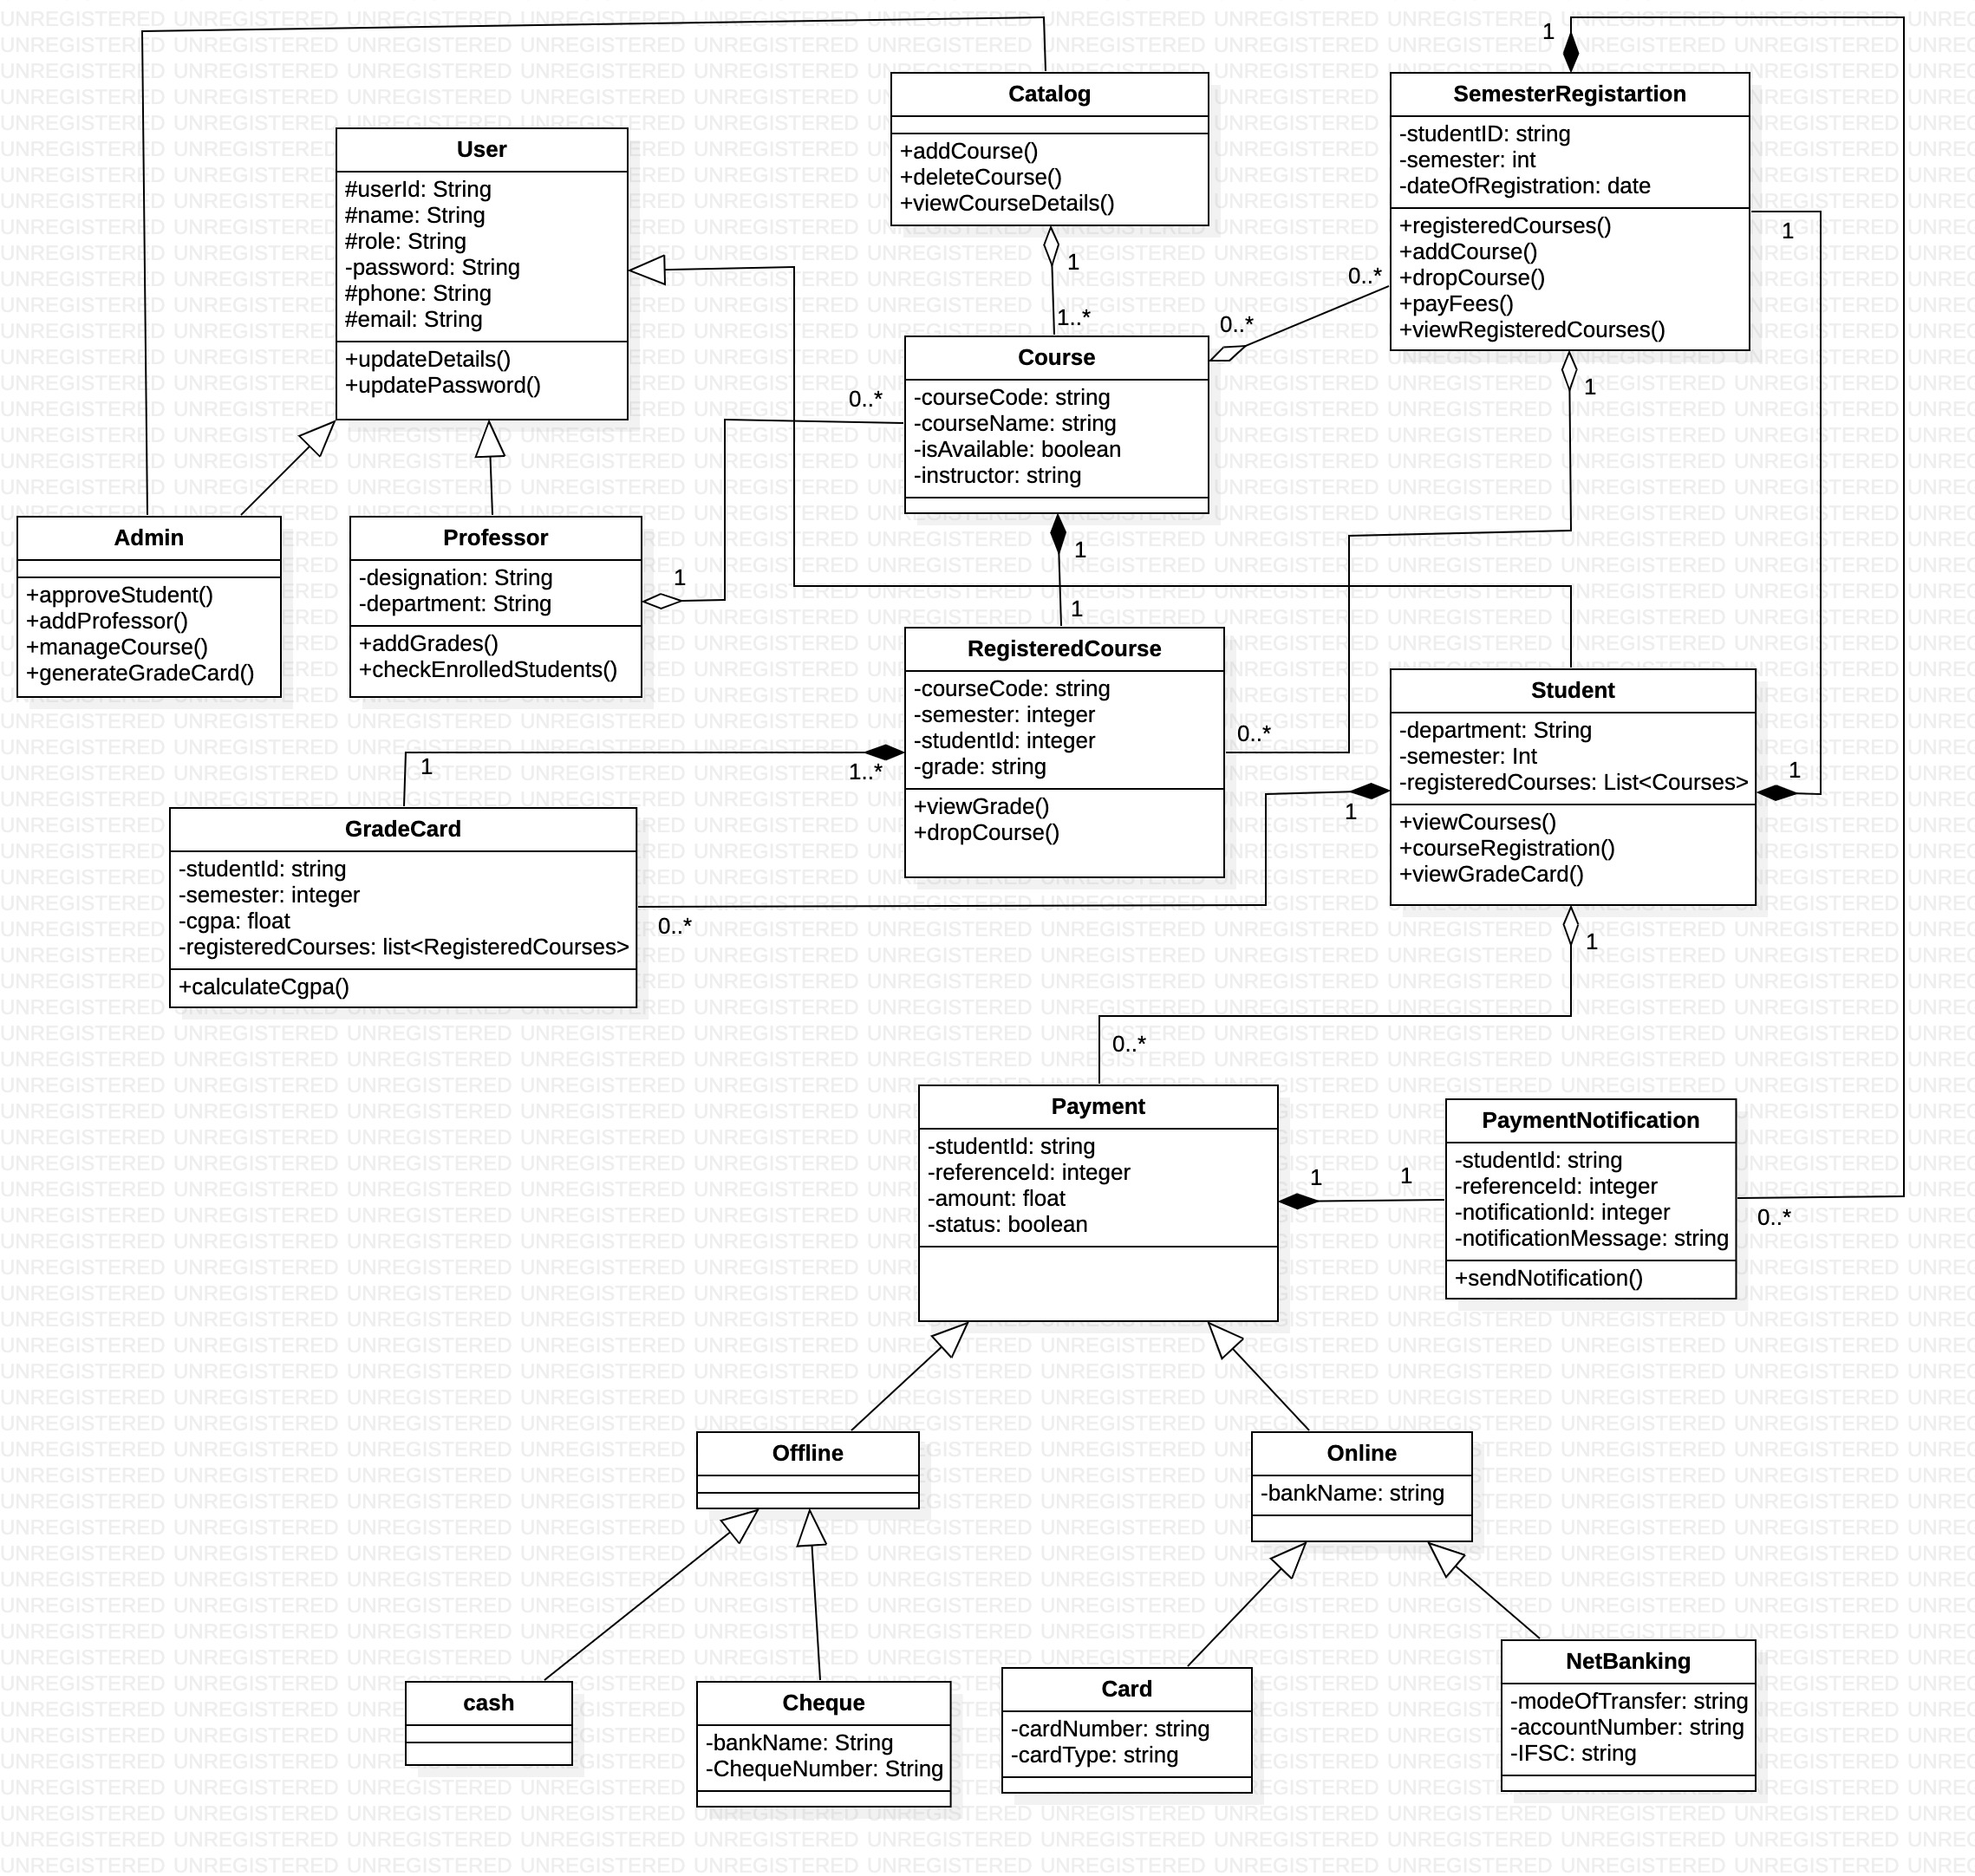 Catalog
+addCourse()
+deleteCourse()
+viewCourseDetails()
1
1..*
SemesterRegistartion
-studentID: string
-semester: int
-dateOfRegistration: date
+registeredCourses()
+addCourse()
+dropCourse()
+payFees()
+viewRegisteredCourses()
1
1
0..*
0..*
1
User
#userId: String
#name: String
#role: String
-password: String
#phone: String
#email: String
+updateDetails()
+updatePassword()
Course
-courseCode: string
-courseName: string
-isAvailable: boolean
-instructor: string
0..*
1
1
Admin
+approveStudent()
+addProfessor()
+manageCourse()
+generateGradeCard()
Professor
-designation: String
-department: String
+addGrades()
+checkEnrolledStudents()
1
RegisteredCourse
-courseCode: string
-semester: integer
-studentId: integer
-grade: string
+viewGrade()
+dropCourse()
0..*
1..*
1
Student
-department: String
-semester: Int
-registeredCourses: List<Courses>
+viewCourses()
+courseRegistration()
+viewGradeCard()
1
1
1
GradeCard
-studentId: string
-semester: integer
-cgpa: float
-registeredCourses: list<RegisteredCourses>
+calculateCgpa()
0..*
0..*
Payment
-studentId: string
-referenceId: integer
-amount: float
-status: boolean
1
1
PaymentNotification
-studentId: string
-referenceId: integer
-notificationId: integer
-notificationMessage: string
+sendNotification()
0..*
Offline
Online
-bankName: string
cash
Cheque
-bankName: String
-ChequeNumber: String
Card
-cardNumber: string
-cardType: string
NetBanking
-modeOfTransfer: string
-accountNumber: string
-IFSC: string
UNREGISTERED